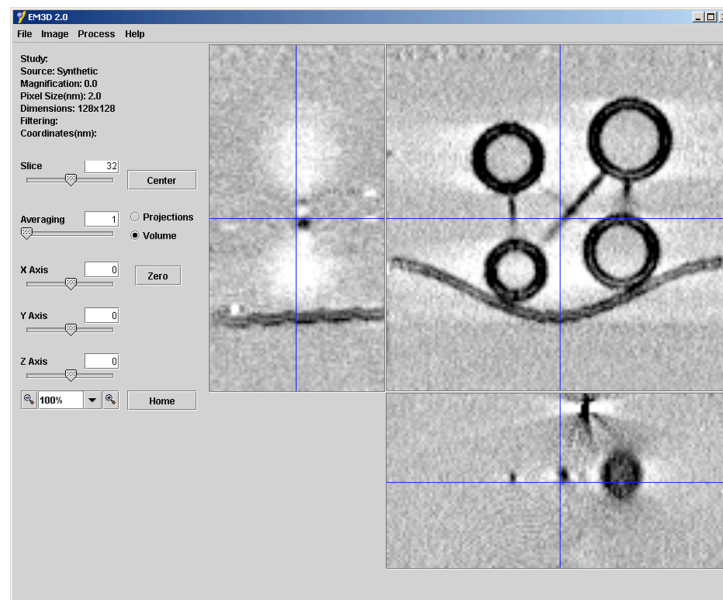 EM3D 2.0
File Image Process Help
Study:
Source: Synthetic
Magnification: 0.0
Pixel Size(nm): 2.0
Dimensions: 128x128
Filtering:
Coordinates(nm):
Slice 32
Center
Averaging 1
Projections
Volume
X Axis 0
Zero
Y Axis 0
Z Axis 0
100%
Home